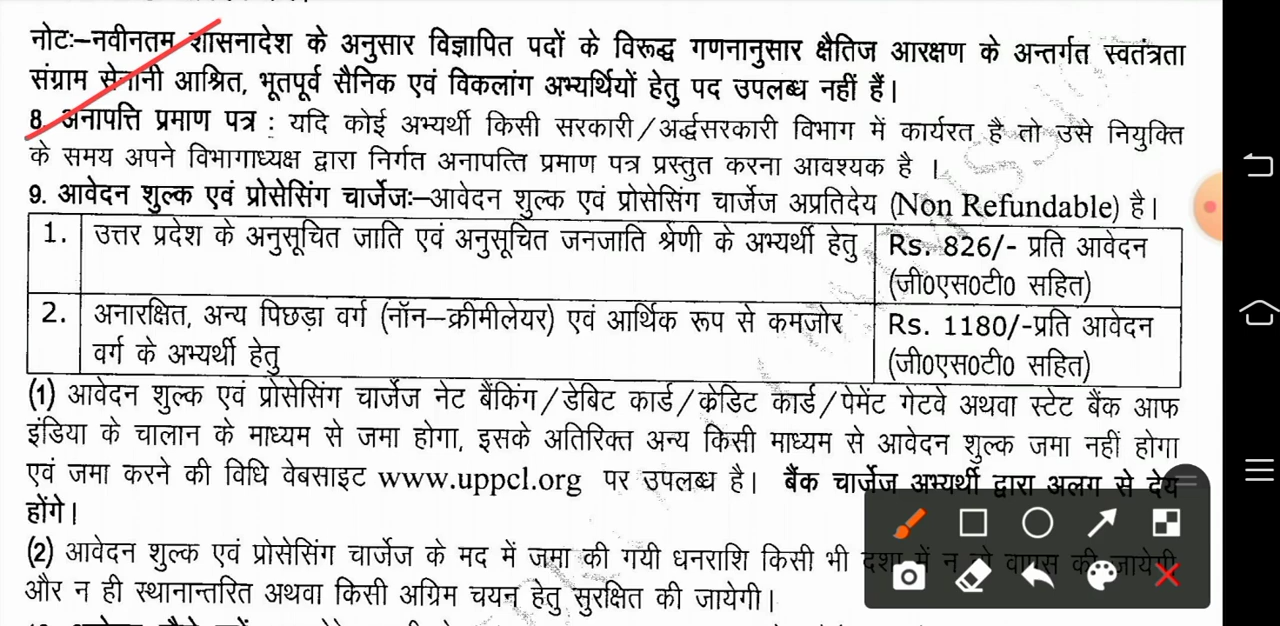 नोटः–नवीनतम शासनादेश के अनुसार विज्ञापित पदों के विरूद्ध गणनानुसार क्षैतिज आरक्षण के अन्तर्गत स्वतंत्रता
संग्राम सेनानी आश्रित, भूतपूर्व सैनिक एवं विकलांग अभ्यर्थियों हेतु पद उपलब्ध नहीं हैं।
8. अनापत्ति प्रमाण पत्र : यदि कोई अभ्यर्थी किसी सरकारी/अर्द्धसरकारी विभाग में कार्यरत है तो उसे नियुक्ति
के समय अपने विभागाध्यक्ष द्वारा निर्गत अनापत्ति प्रमाण पत्र प्रस्तुत करना आवश्यक है ।
9. आवेदन शुल्क एवं प्रोसेसिंग चार्जेजः–आवेदन शुल्क एवं प्रोसेसिंग चार्जेज अप्रतिदेय (Non Refundable) है।
1. उत्तर प्रदेश के अनुसूचित जाति एवं अनुसूचित जनजाति श्रेणी के अभ्यर्थी हेतु Rs. 826/- प्रति आवेदन
(जी0एस0टी0 सहित)
2. अनारक्षित, अन्य पिछड़ा वर्ग (नॉन–क्रीमीलेयर) एवं आर्थिक रूप से कमजोर Rs. 1180/-प्रति आवेदन
वर्ग के अभ्यर्थी हेतु (जी0एस0टी0 सहित)
(1) आवेदन शुल्क एवं प्रोसेसिंग चार्जेज नेट बैंकिंग/डेबिट कार्ड/क्रेडिट कार्ड/पेमेंट गेटवे अथवा स्टेट बैंक आफ
इंडिया के चालान के माध्यम से जमा होगा, इसके अतिरिक्त अन्य किसी माध्यम से आवेदन शुल्क जमा नहीं होगा
एवं जमा करने की विधि वेबसाइट www.uppcl.org पर उपलब्ध है। बैंक चार्जेज अभ्यर्थी द्वारा अलग से देय
होंगे।
(2) आवेदन शुल्क एवं प्रोसेसिंग चार्जेज के मद में जमा की गयी धनराशि किसी भी दशा में न वापस की जायेगी
और न ही स्थानान्तरित अथवा किसी अग्रिम चयन हेतु सुरक्षित की जायेगी।